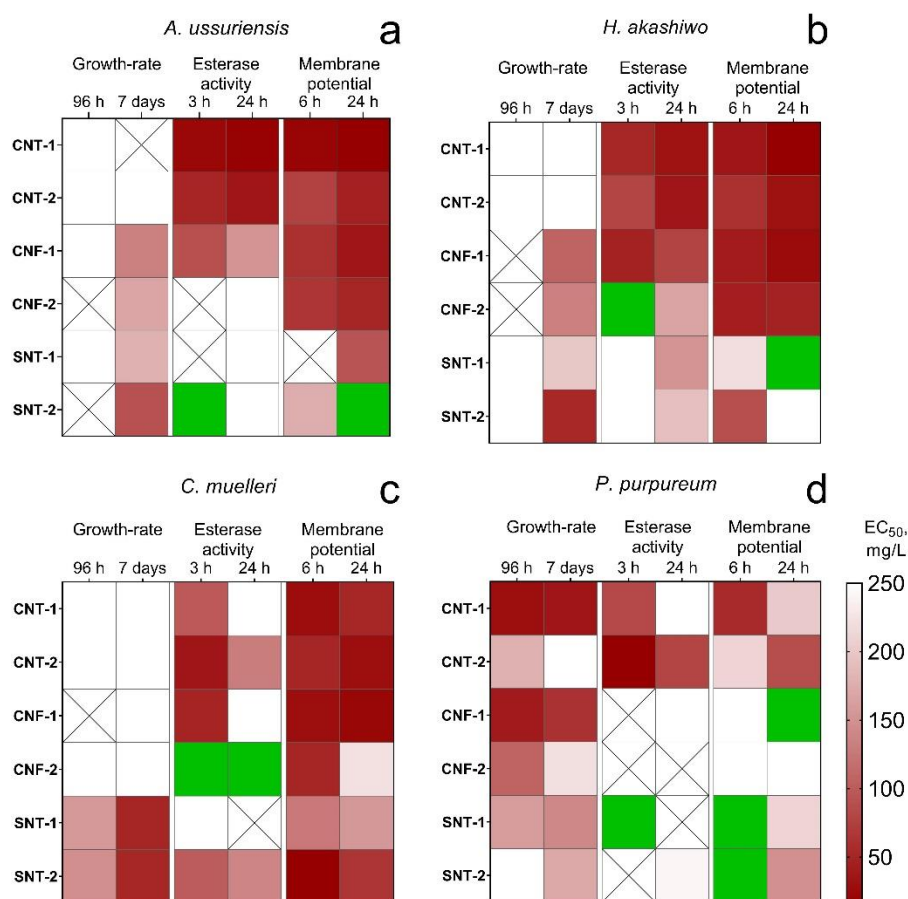 A. ussuriensis
a
Growth-rate Esterase activity Membrane potential
96 h 7 days 3 h 24 h 6 h 24 h
CNT-1
CNT-2
CNF-1
CNF-2
SNT-1
SNT-2
H. akashiwo
b
Growth-rate Esterase activity Membrane potential
96 h 7 days 3 h 24 h 6 h 24 h
CNT-1
CNT-2
CNF-1
CNF-2
SNT-1
SNT-2
C. muelleri
c
Growth-rate Esterase activity Membrane potential
96 h 7 days 3 h 24 h 6 h 24 h
CNT-1
CNT-2
CNF-1
CNF-2
SNT-1
SNT-2
P. purpureum
d
Growth-rate Esterase activity Membrane potential
96 h 7 days 3 h 24 h 6 h 24 h
CNT-1
CNT-2
CNF-1
CNF-2
SNT-1
SNT-2
EC50,
mg/L
250
200
150
100
50